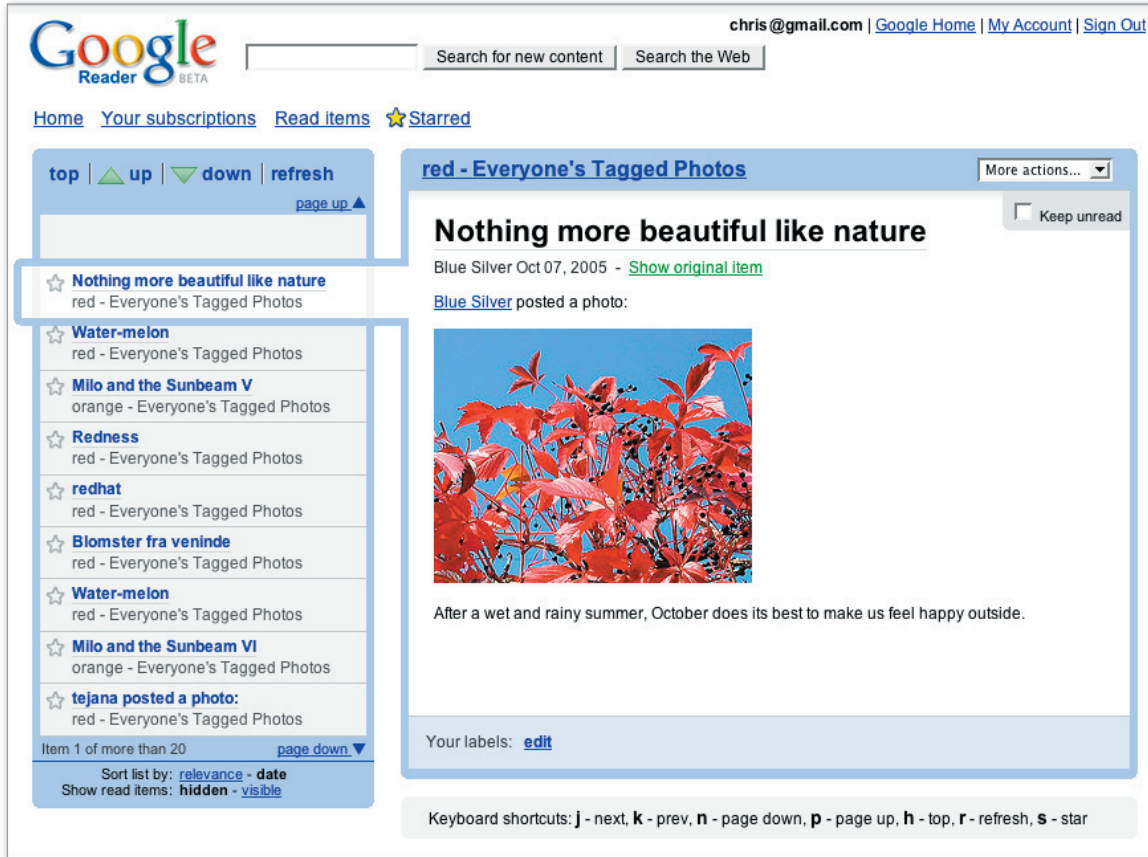 chris@gmail.com | Google Home | My Account | Sign Out
Google
Reader BETA
Search for new content Search the Web
Home Your subscriptions Read items Starred
top | up | down | refresh
page up
Nothing more beautiful like nature
red - Everyone's Tagged Photos
Water-melon
red - Everyone's Tagged Photos
Milo and the Sunbeam V
orange - Everyone's Tagged Photos
Redness
red - Everyone's Tagged Photos
redhat
red - Everyone's Tagged Photos
Blomster fra veninde
red - Everyone's Tagged Photos
Water-melon
red - Everyone's Tagged Photos
Milo and the Sunbeam VI
orange - Everyone's Tagged Photos
tejana posted a photo:
red - Everyone's Tagged Photos
Item 1 of more than 20 page down
Sort list by: relevance - date
Show read items: hidden - visible
red - Everyone's Tagged Photos More actions...
Keep unread
Nothing more beautiful like nature
Blue Silver Oct 07, 2005 - Show original item
Blue Silver posted a photo:
After a wet and rainy summer, October does its best to make us feel happy outside.
Your labels: edit
Keyboard shortcuts: j - next, k - prev, n - page down, p - page up, h - top, r - refresh, s - star